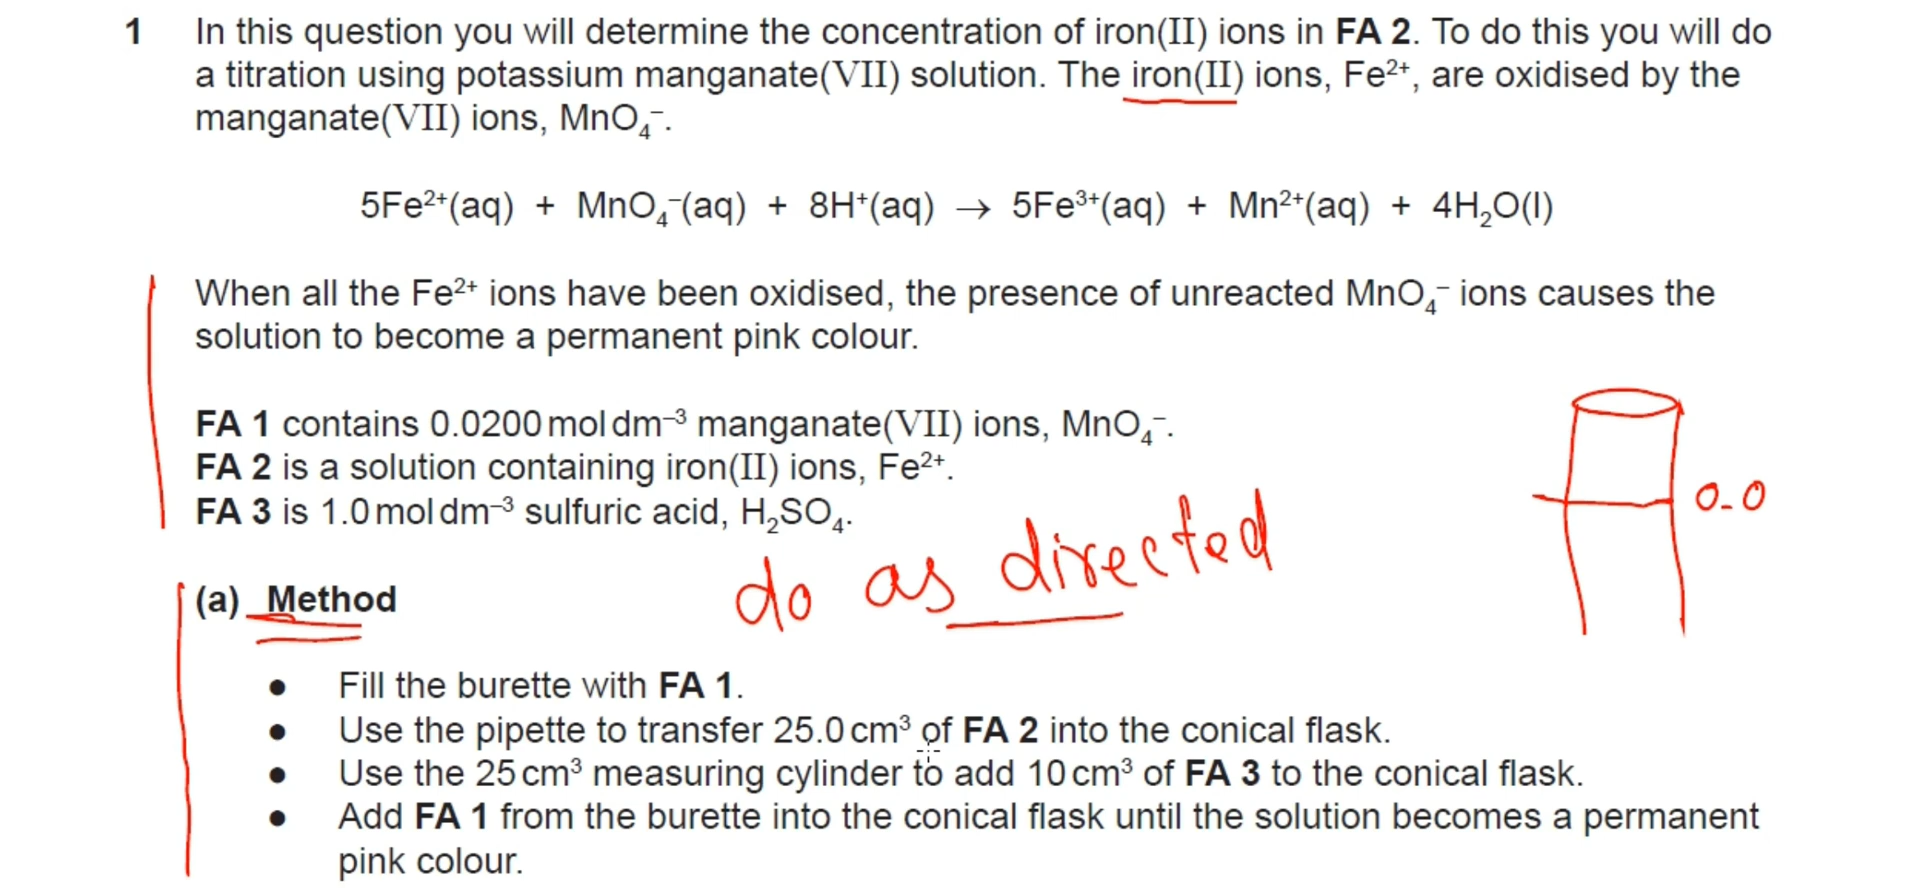 1 In this question you will determine the concentration of iron(II) ions in FA 2. To do this you will do
a titration using potassium manganate(VII) solution. The iron(II) ions, Fe²⁺, are oxidised by the
manganate(VII) ions, MnO₄⁻.
5Fe²⁺(aq) + MnO₄⁻(aq) + 8H⁺(aq) → 5Fe³⁺(aq) + Mn²⁺(aq) + 4H₂O(l)
When all the Fe²⁺ ions have been oxidised, the presence of unreacted MnO₄⁻ ions causes the
solution to become a permanent pink colour.
FA 1 contains 0.0200 mol dm⁻³ manganate(VII) ions, MnO₄⁻.
FA 2 is a solution containing iron(II) ions, Fe²⁺.
FA 3 is 1.0 mol dm⁻³ sulfuric acid, H₂SO₄.
0.0
do as directed
(a) Method
• Fill the burette with FA 1.
• Use the pipette to transfer 25.0 cm³ of FA 2 into the conical flask.
• Use the 25 cm³ measuring cylinder to add 10 cm³ of FA 3 to the conical flask.
• Add FA 1 from the burette into the conical flask until the solution becomes a permanent
pink colour.